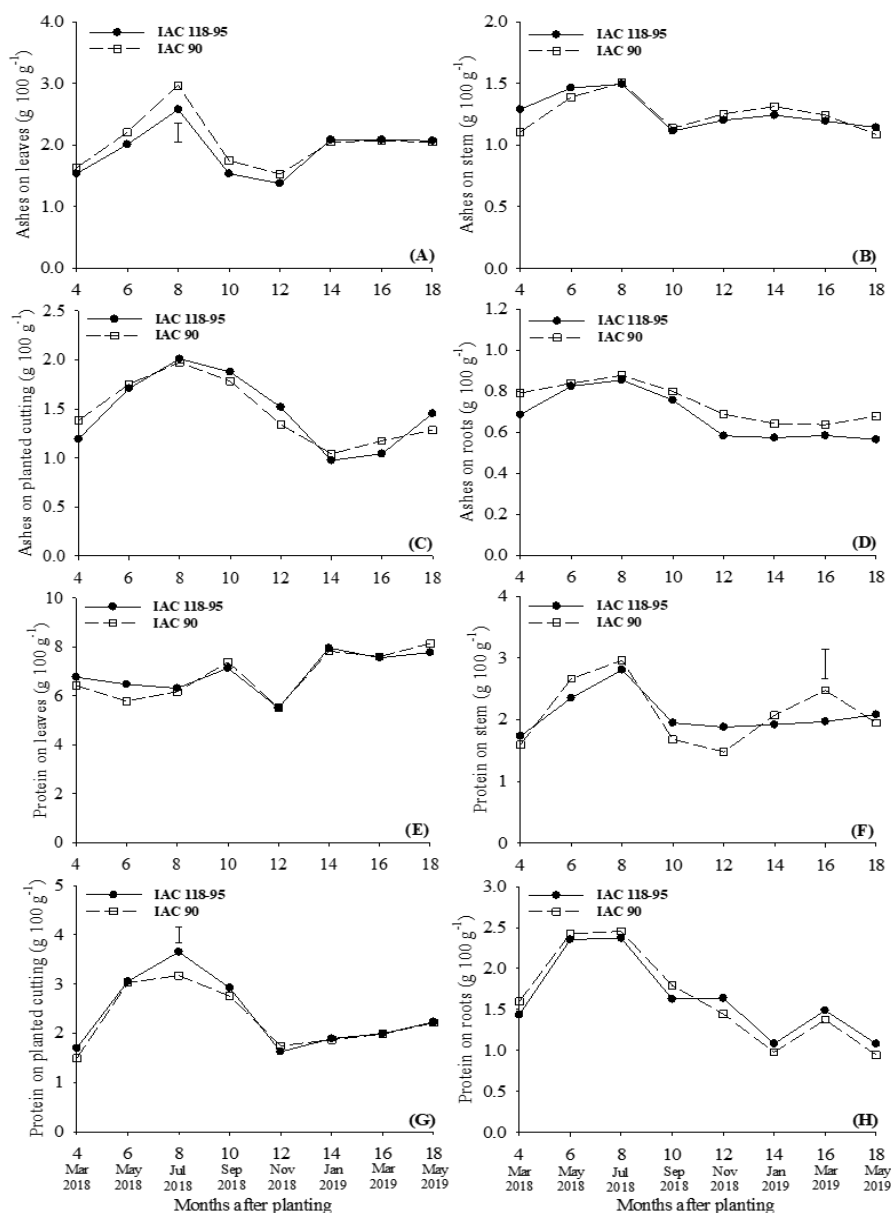 IAC 118-95
IAC 90
Ashes on leaves (g 100 g⁻¹)
4.0
3.0
2.0
1.0
0.0
(A)
4 6 8 10 12 14 16 18
IAC 118-95
IAC 90
Ashes on stem (g 100 g⁻¹)
2.0
1.5
1.0
0.5
0.0
(B)
4 6 8 10 12 14 16 18
IAC 118-95
IAC 90
Ashes on planted cutting (g 100 g⁻¹)
2.5
2.0
1.5
1.0
0.5
0.0
(C)
4 6 8 10 12 14 16 18
IAC 118-95
IAC 90
Ashes on roots (g 100 g⁻¹)
1.2
0.8
0.6
0.4
0.2
0.0
(D)
4 6 8 10 12 14 16 18
IAC 118-95
IAC 90
Protein on leaves (g 100 g⁻¹)
10
8
6
4
2
0
(E)
4 6 8 10 12 14 16 18
IAC 118-95
IAC 90
Protein on stem (g 100 g⁻¹)
4
3
2
1
0
(F)
4 6 8 10 12 14 16 18
IAC 118-95
IAC 90
Protein on planted cutting (g 100 g⁻¹)
5
4
3
2
1
0
(G)
4 6 8 10 12 14 16 18
Mar May Jul Sep Nov Jan Mar May
2018 2018 2018 2018 2018 2019 2019 2019
Months after planting
IAC 118-95
IAC 90
Protein on roots (g 100 g⁻¹)
3.0
2.5
2.0
1.5
1.0
0.5
0.0
(H)
4 6 8 10 12 14 16 18
Mar May Jul Sep Nov Jan Mar May
2018 2018 2018 2018 2018 2019 2019 2019
Months after planting